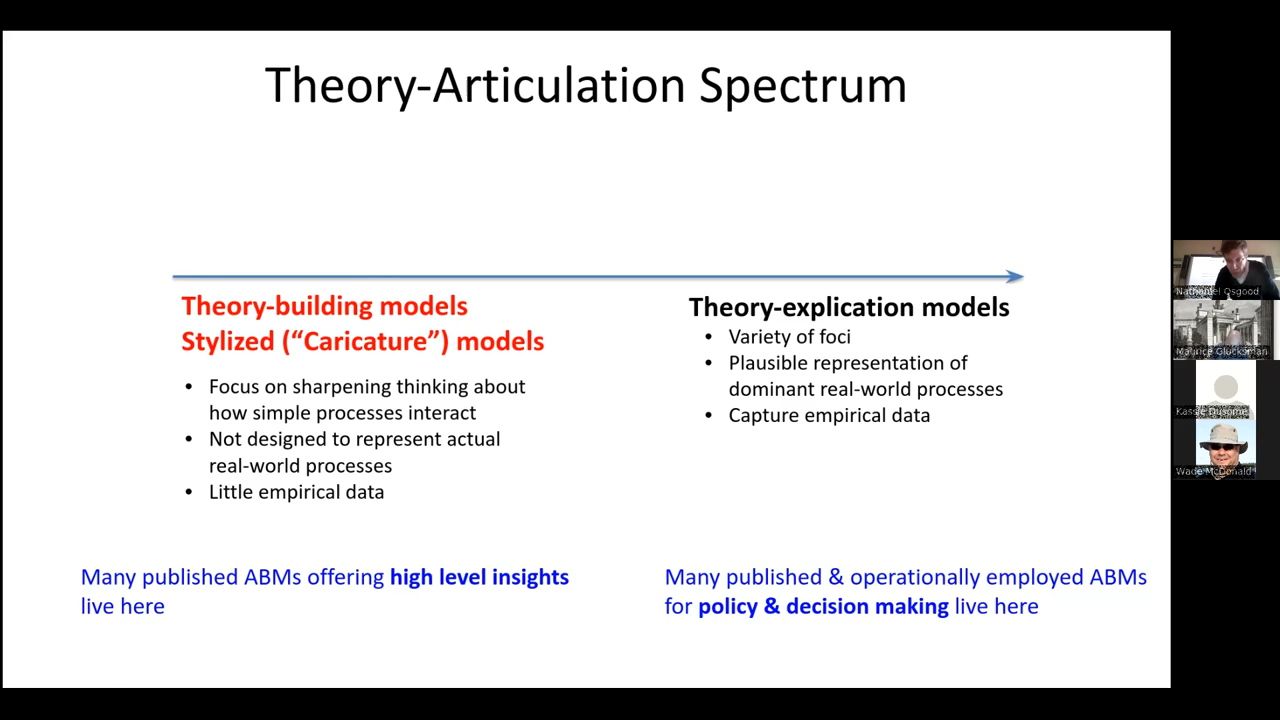 Theory-Articulation Spectrum
Theory-building models
Stylized (“Caricature”) models
• Focus on sharpening thinking about
how simple processes interact
• Not designed to represent actual
real-world processes
• Little empirical data
Theory-explication models
• Variety of foci
• Plausible representation of
dominant real-world processes
• Capture empirical data
Many published ABMs offering high level insights
live here
Many published & operationally employed ABMs
for policy & decision making live here
Nathaniel Osgood
Maurice Glucksman
Kassie Dusome
Wade McDonald